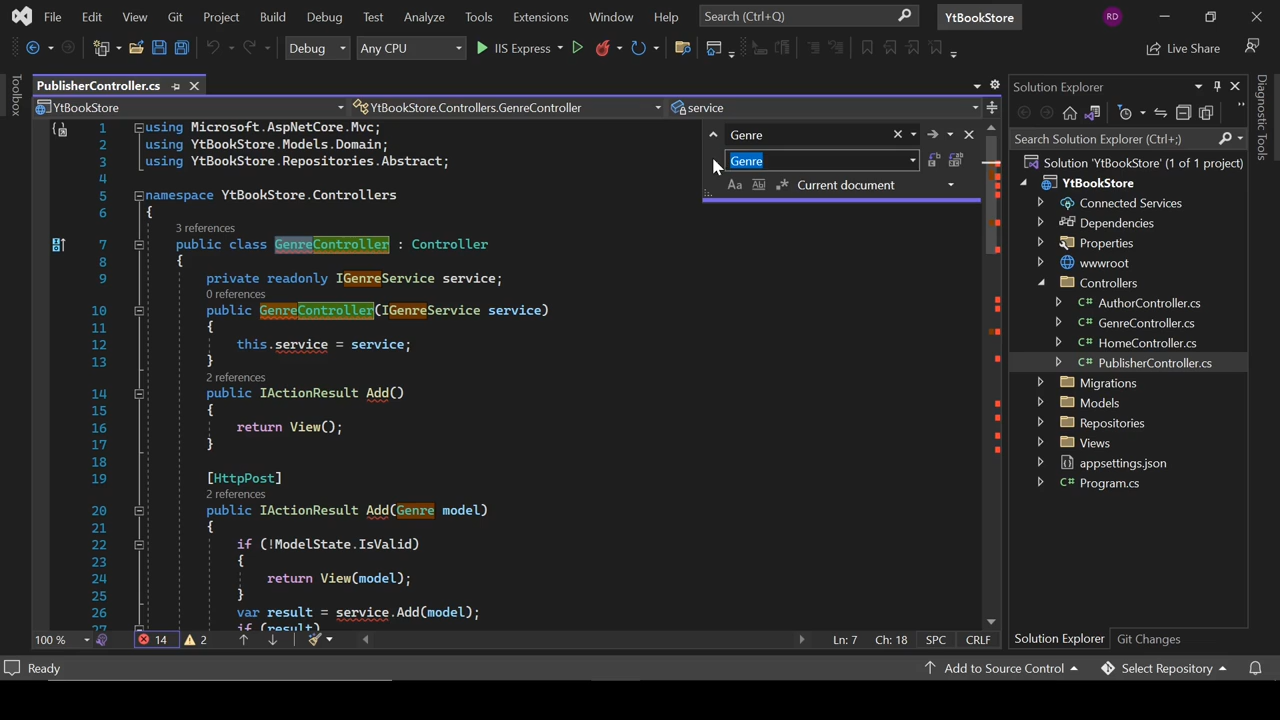 File Edit View Git Project Build Debug Test Analyze Tools Extensions Window Help Search (Ctrl+Q) YtBookStore RD
Debug Any CPU IIS Express Live Share
PublisherController.cs
YtBookStore YtBookStore.Controllers.GenreController service
Toolbox
1 using Microsoft.AspNetCore.Mvc;
2 using YtBookStore.Models.Domain;
3 using YtBookStore.Repositories.Abstract;
4
5 namespace YtBookStore.Controllers
6 {
3 references
7 public class GenreController : Controller
8 {
9 private readonly IGenreService service;
0 references
10 public GenreController(IGenreService service)
11 {
12 this.service = service;
13 }
2 references
14 public IActionResult Add()
15 {
16 return View();
17 }
18
19 [HttpPost]
2 references
20 public IActionResult Add(Genre model)
21 {
22 if (!ModelState.IsValid)
23 {
24 return View(model);
25 }
26 var result = service.Add(model);
27 if (result)
Genre
Genre
Aa Ab Current document
100 % 14 2 Ln: 7 Ch: 18 SPC CRLF
Solution Explorer
Search Solution Explorer (Ctrl+;)
Solution 'YtBookStore' (1 of 1 project)
YtBookStore
Connected Services
Dependencies
Properties
wwwroot
Controllers
C# AuthorController.cs
C# GenreController.cs
C# HomeController.cs
C# PublisherController.cs
Migrations
Models
Repositories
Views
appsettings.json
C# Program.cs
Solution Explorer Git Changes
Diagnostic Tools
Ready Add to Source Control Select Repository